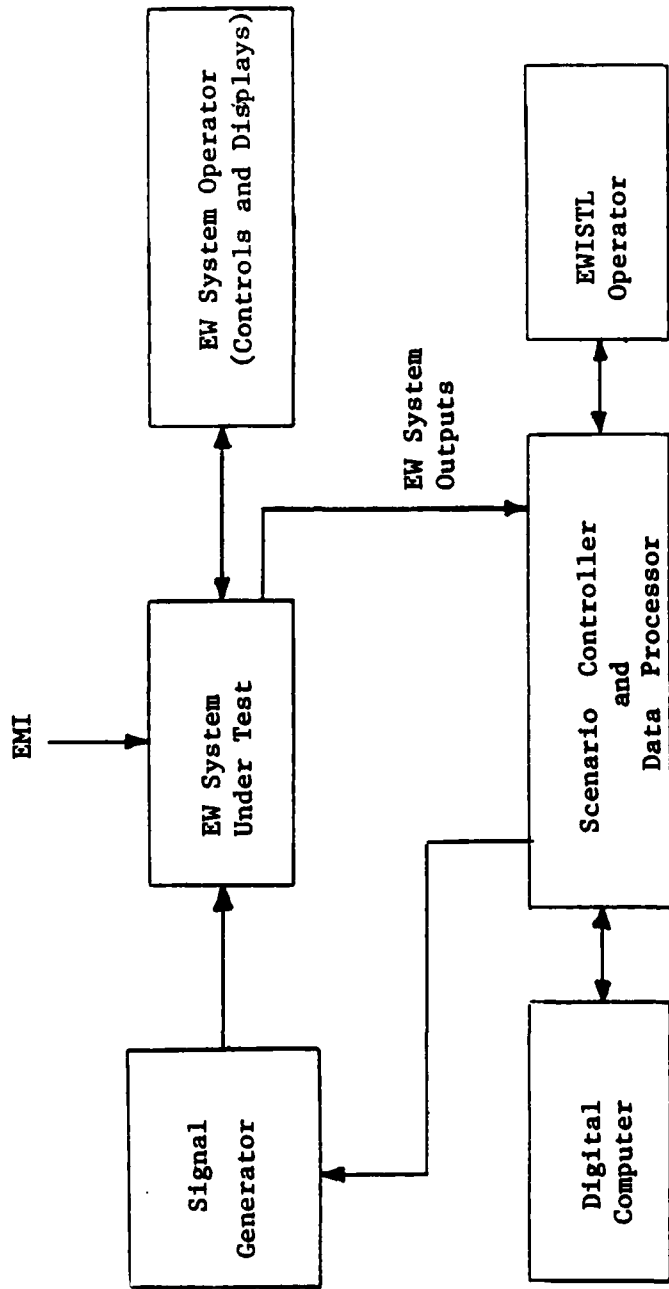 EMI
Signal
Generator
EW System
Under Test
EW System Operator
(Controls and Displays)
EW System
Outputs
Digital
Computer
Scenario Controller
and
Data Processor
EWISTL
Operator